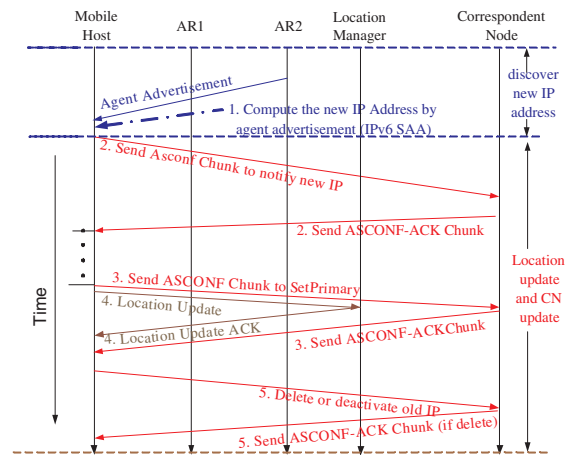 Mobile
Host
AR1
AR2
Location
Manager
Correspondent
Node
Agent Advertisement
discover
new IP
address
1. Compute the new IP Address by
agent advertisement (IPv6 SAA)
2. Send Asconf Chunk to notify new IP
2. Send ASCONF-ACK Chunk
3. Send ASCONF Chunk to SetPrimary
4. Location Update
4. Location Update ACK
3. Send ASCONF-ACKChunk
Location
update
and CN
update
Time
5. Delete or deactivate old IP
5. Send ASCONF-ACK Chunk (if delete)